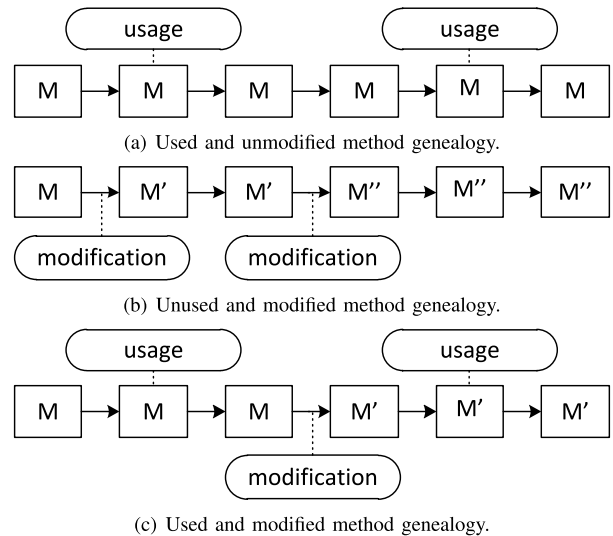 usage usage
M M M M M M
(a) Used and unmodified method genealogy.
M M' M' M'' M'' M''
modification modification
(b) Unused and modified method genealogy.
usage usage
M M M M' M' M'
modification
(c) Used and modified method genealogy.